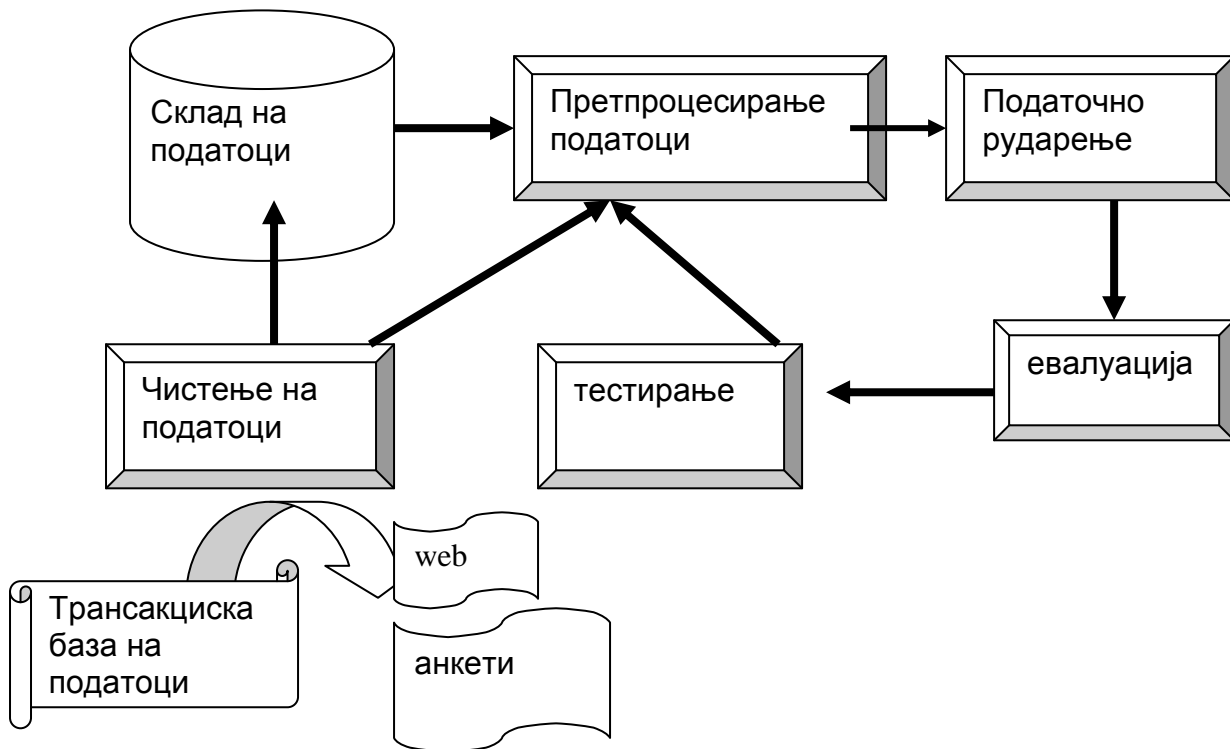 Склад на
податоци
Претпроцесирање
податоци
Податочно
рударење
Чистење на
податоци
тестирање
евалуација
web
Трансакциска
база на
податоци
анкети